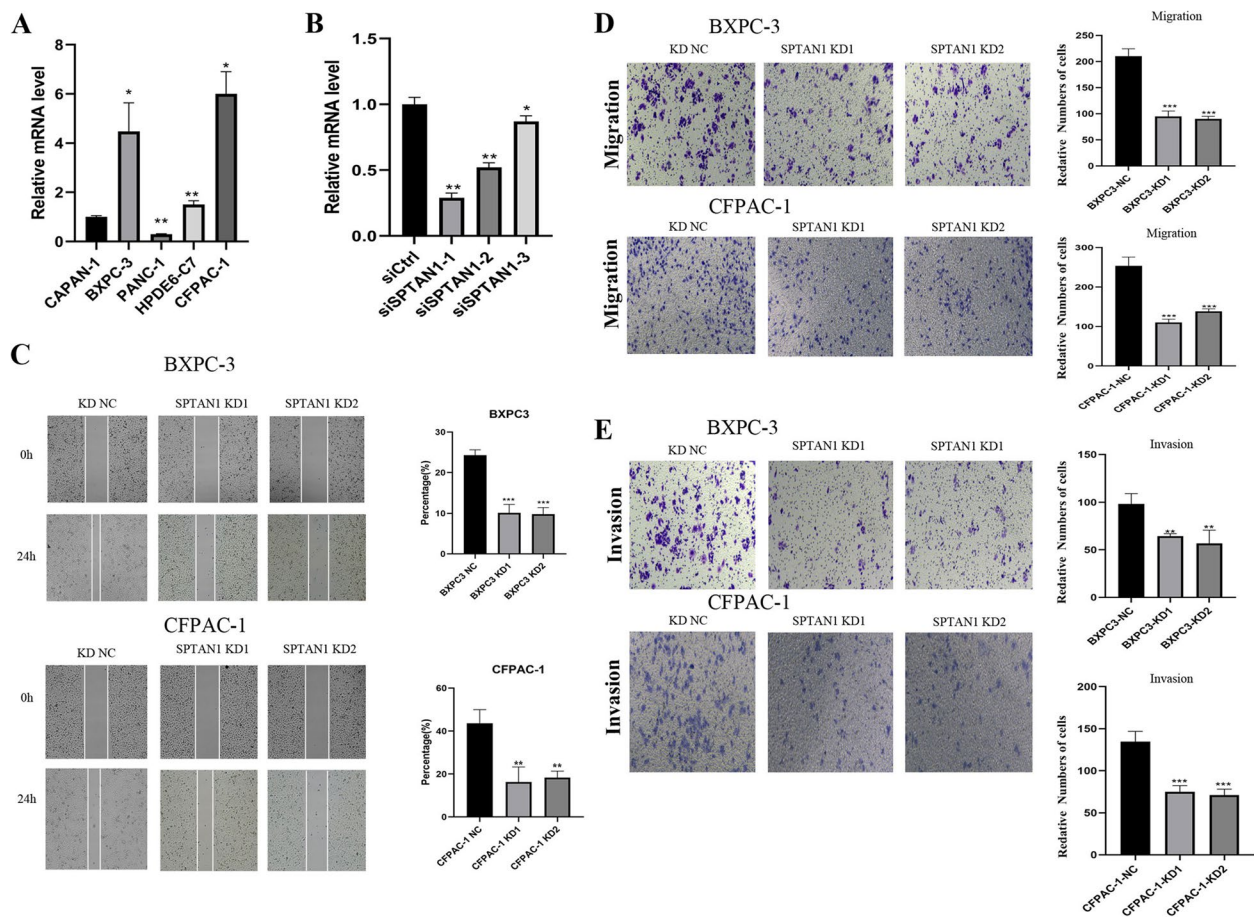 A
Relative mRNA level
8
6
4
2
0
*
**
**
*
CAPAN-1
BXPC-3
PANC-1
HPDE6-C7
CFPAC-1
B
Relative mRNA level
1.5
1.0
0.5
0.0
**
**
*
siCtrl
siSPTAN1-1
siSPTAN1-2
siSPTAN1-3
C
BXPC-3
KD NC
SPTAN1 KD1
SPTAN1 KD2
0h
24h
BXPC3
Percentage(%)
30
20
10
0
***
***
BXPC3 NC
BXPC3 KD1
BXPC3 KD2
CFPAC-1
KD NC
SPTAN1 KD1
SPTAN1 KD2
0h
24h
CFPAC-1
Percentage(%)
60
40
20
0
**
**
CFPAC-1 NC
CFPAC-1 KD1
CFPAC-1 KD2
D
BXPC-3
KD NC
SPTAN1 KD1
SPTAN1 KD2
Migration
Migration
Redative Numbers of cells
250
200
150
100
50
0
***
***
BXPC3-NC
BXPC3-KD1
BXPC3-KD2
CFPAC-1
KD NC
SPTAN1 KD1
SPTAN1 KD2
Migration
Migration
Redative Numbers of cells
300
200
100
0
***
***
CFPAC-1-NC
CFPAC-1-KD1
CFPAC-1-KD2
E
BXPC-3
KD NC
SPTAN1 KD1
SPTAN1 KD1
Invasion
Invasion
Redative Numbers of cells
150
100
50
0
**
**
BXPC3-NC
BXPC3-KD1
BXPC3-KD2
CFPAC-1
KD NC
SPTAN1 KD1
SPTAN1 KD2
Invasion
Invasion
Redative Numbers of cells
200
150
100
50
0
***
***
CFPAC-1-NC
CFPAC-1-KD1
CFPAC-1-KD2